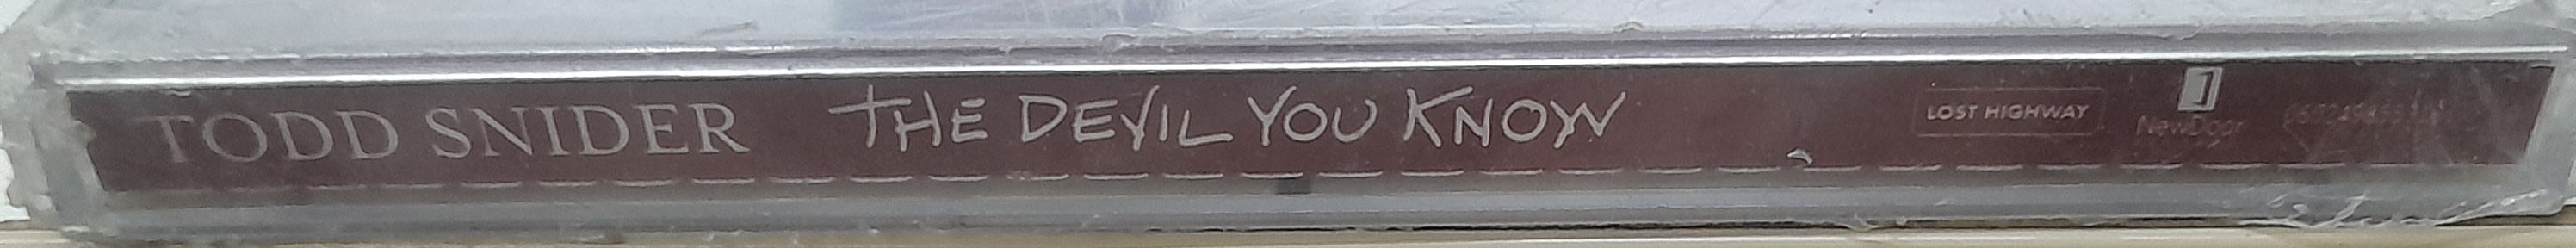 TODD SNIDER THE DEVIL YOU KNOW LOST HIGHWAY NewDoor